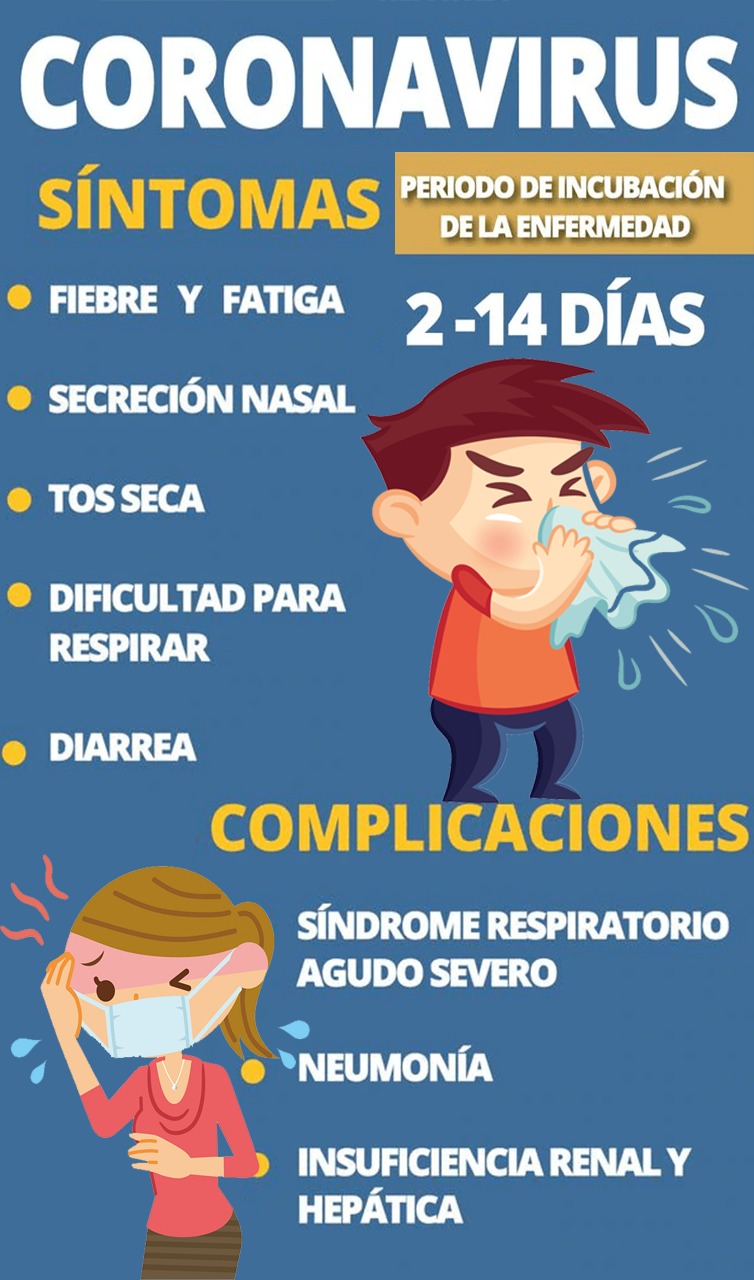 CORONAVIRUS
SÍNTOMAS
PERIODO DE INCUBACIÓN
DE LA ENFERMEDAD
2 -14 DÍAS
FIEBRE Y FATIGA
SECRECIÓN NASAL
TOS SECA
DIFICULTAD PARA
RESPIRAR
DIARREA
COMPLICACIONES
SÍNDROME RESPIRATORIO
AGUDO SEVERO
NEUMONÍA
INSUFICIENCIA RENAL Y
HEPÁTICA